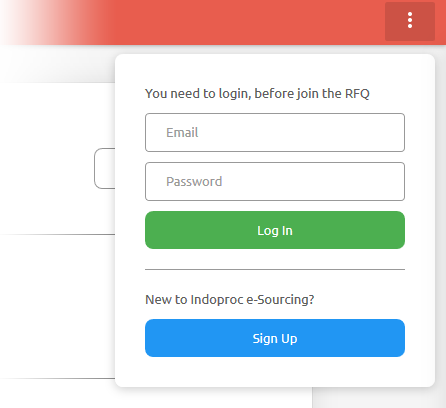 You need to login, before join the RFQ
Email
Password
Log In
New to Indoproc e-Sourcing?
Sign Up